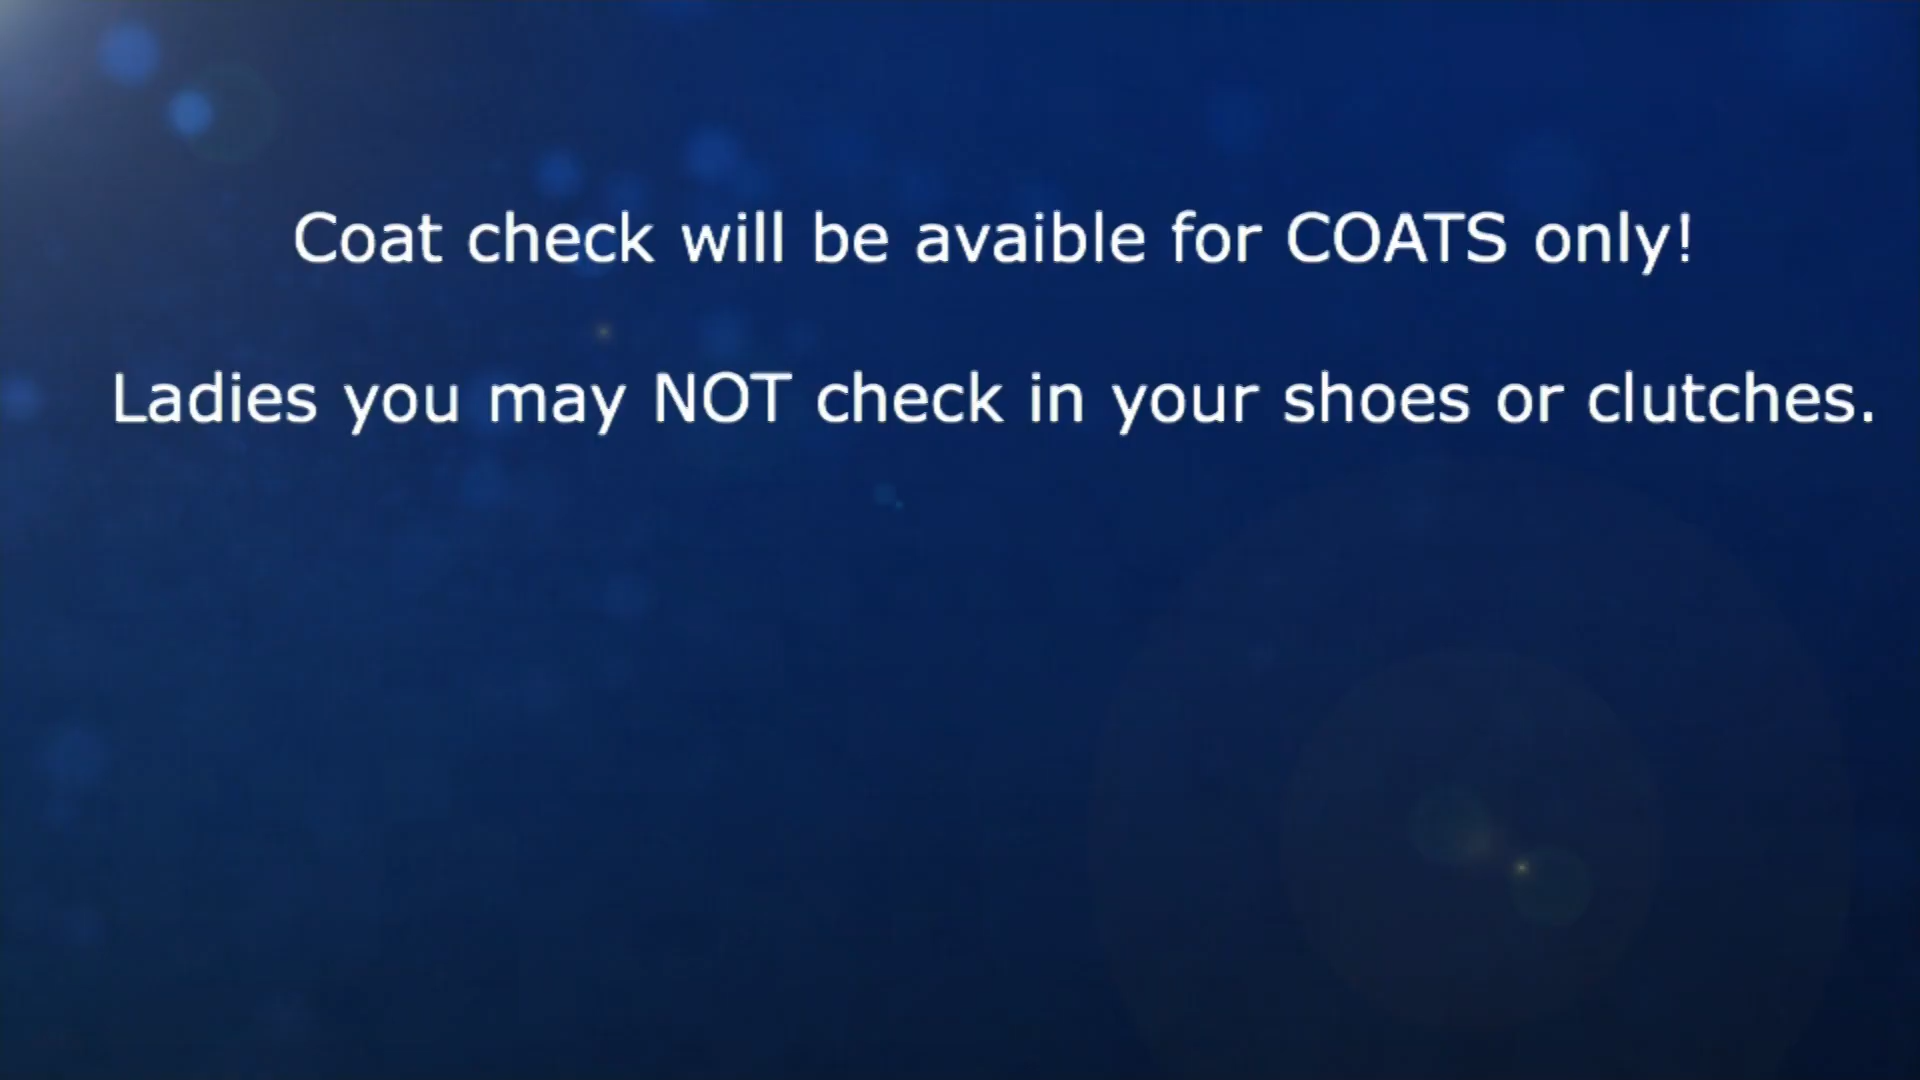 Coat check will be avaible for COATS only!
Ladies you may NOT check in your shoes or clutches.